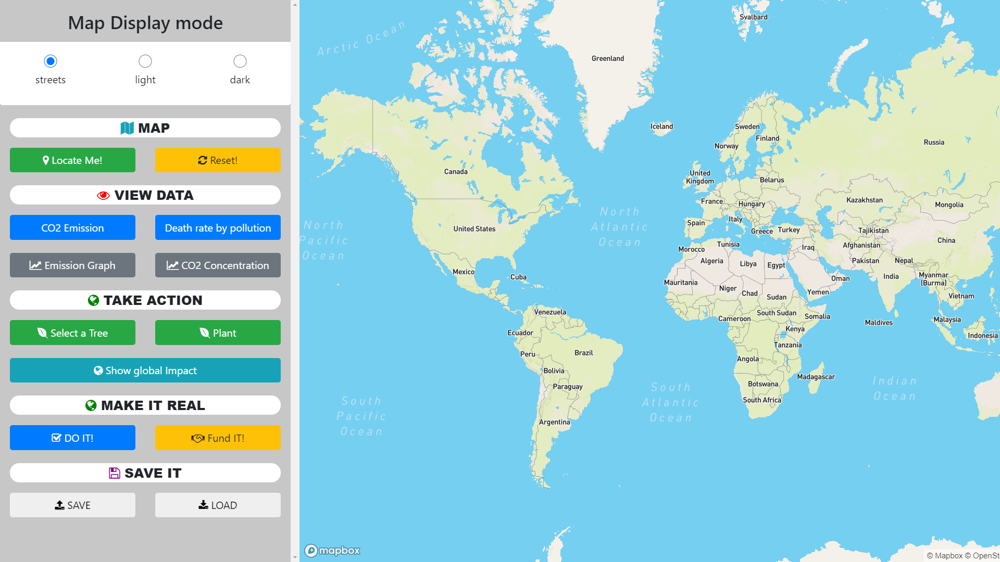 Map Display mode
streets
light
dark
MAP
Locate Me!
Reset!
VIEW DATA
CO2 Emission
Death rate by pollution
Emission Graph
CO2 Concentration
TAKE ACTION
Select a Tree
Plant
Show global Impact
MAKE IT REAL
DO IT!
Fund IT!
SAVE IT
SAVE
LOAD
Arctic Ocean
Svalbard
Greenland
Iceland
Sweden
Finland
Norway
Russia
Canada
United
Kingdom
Belarus
France
Hungary
Kazakhstan
Mongolia
North
Pacific
Ocean
United States
North
Atlantic
Ocean
Spain
Italy
Greece
Turkey
Tajikistan
Afghanistan
China
Morocco
Tunisia
Iraq
Algeria
Libya
Egypt
Pakistan
Nepal
Mexico
Cuba
Mauritania
Niger
Chad
Sudan
Oman
Yemen
India
Myanmar
(Burma)
Vietnam
Venezuela
Cameroon
South Sudan
Somalia
Maldives
Malaysia
Indonesia
Ecuador
Kenya
Tanzania
Peru
Brazil
Angola
Bolivia
Madagascar
Paraguay
Botswana
South Africa
South
Pacific
Ocean
South
Atlantic
Ocean
Indian
Ocean
Argentina
mapbox
© Mapbox © OpenSt